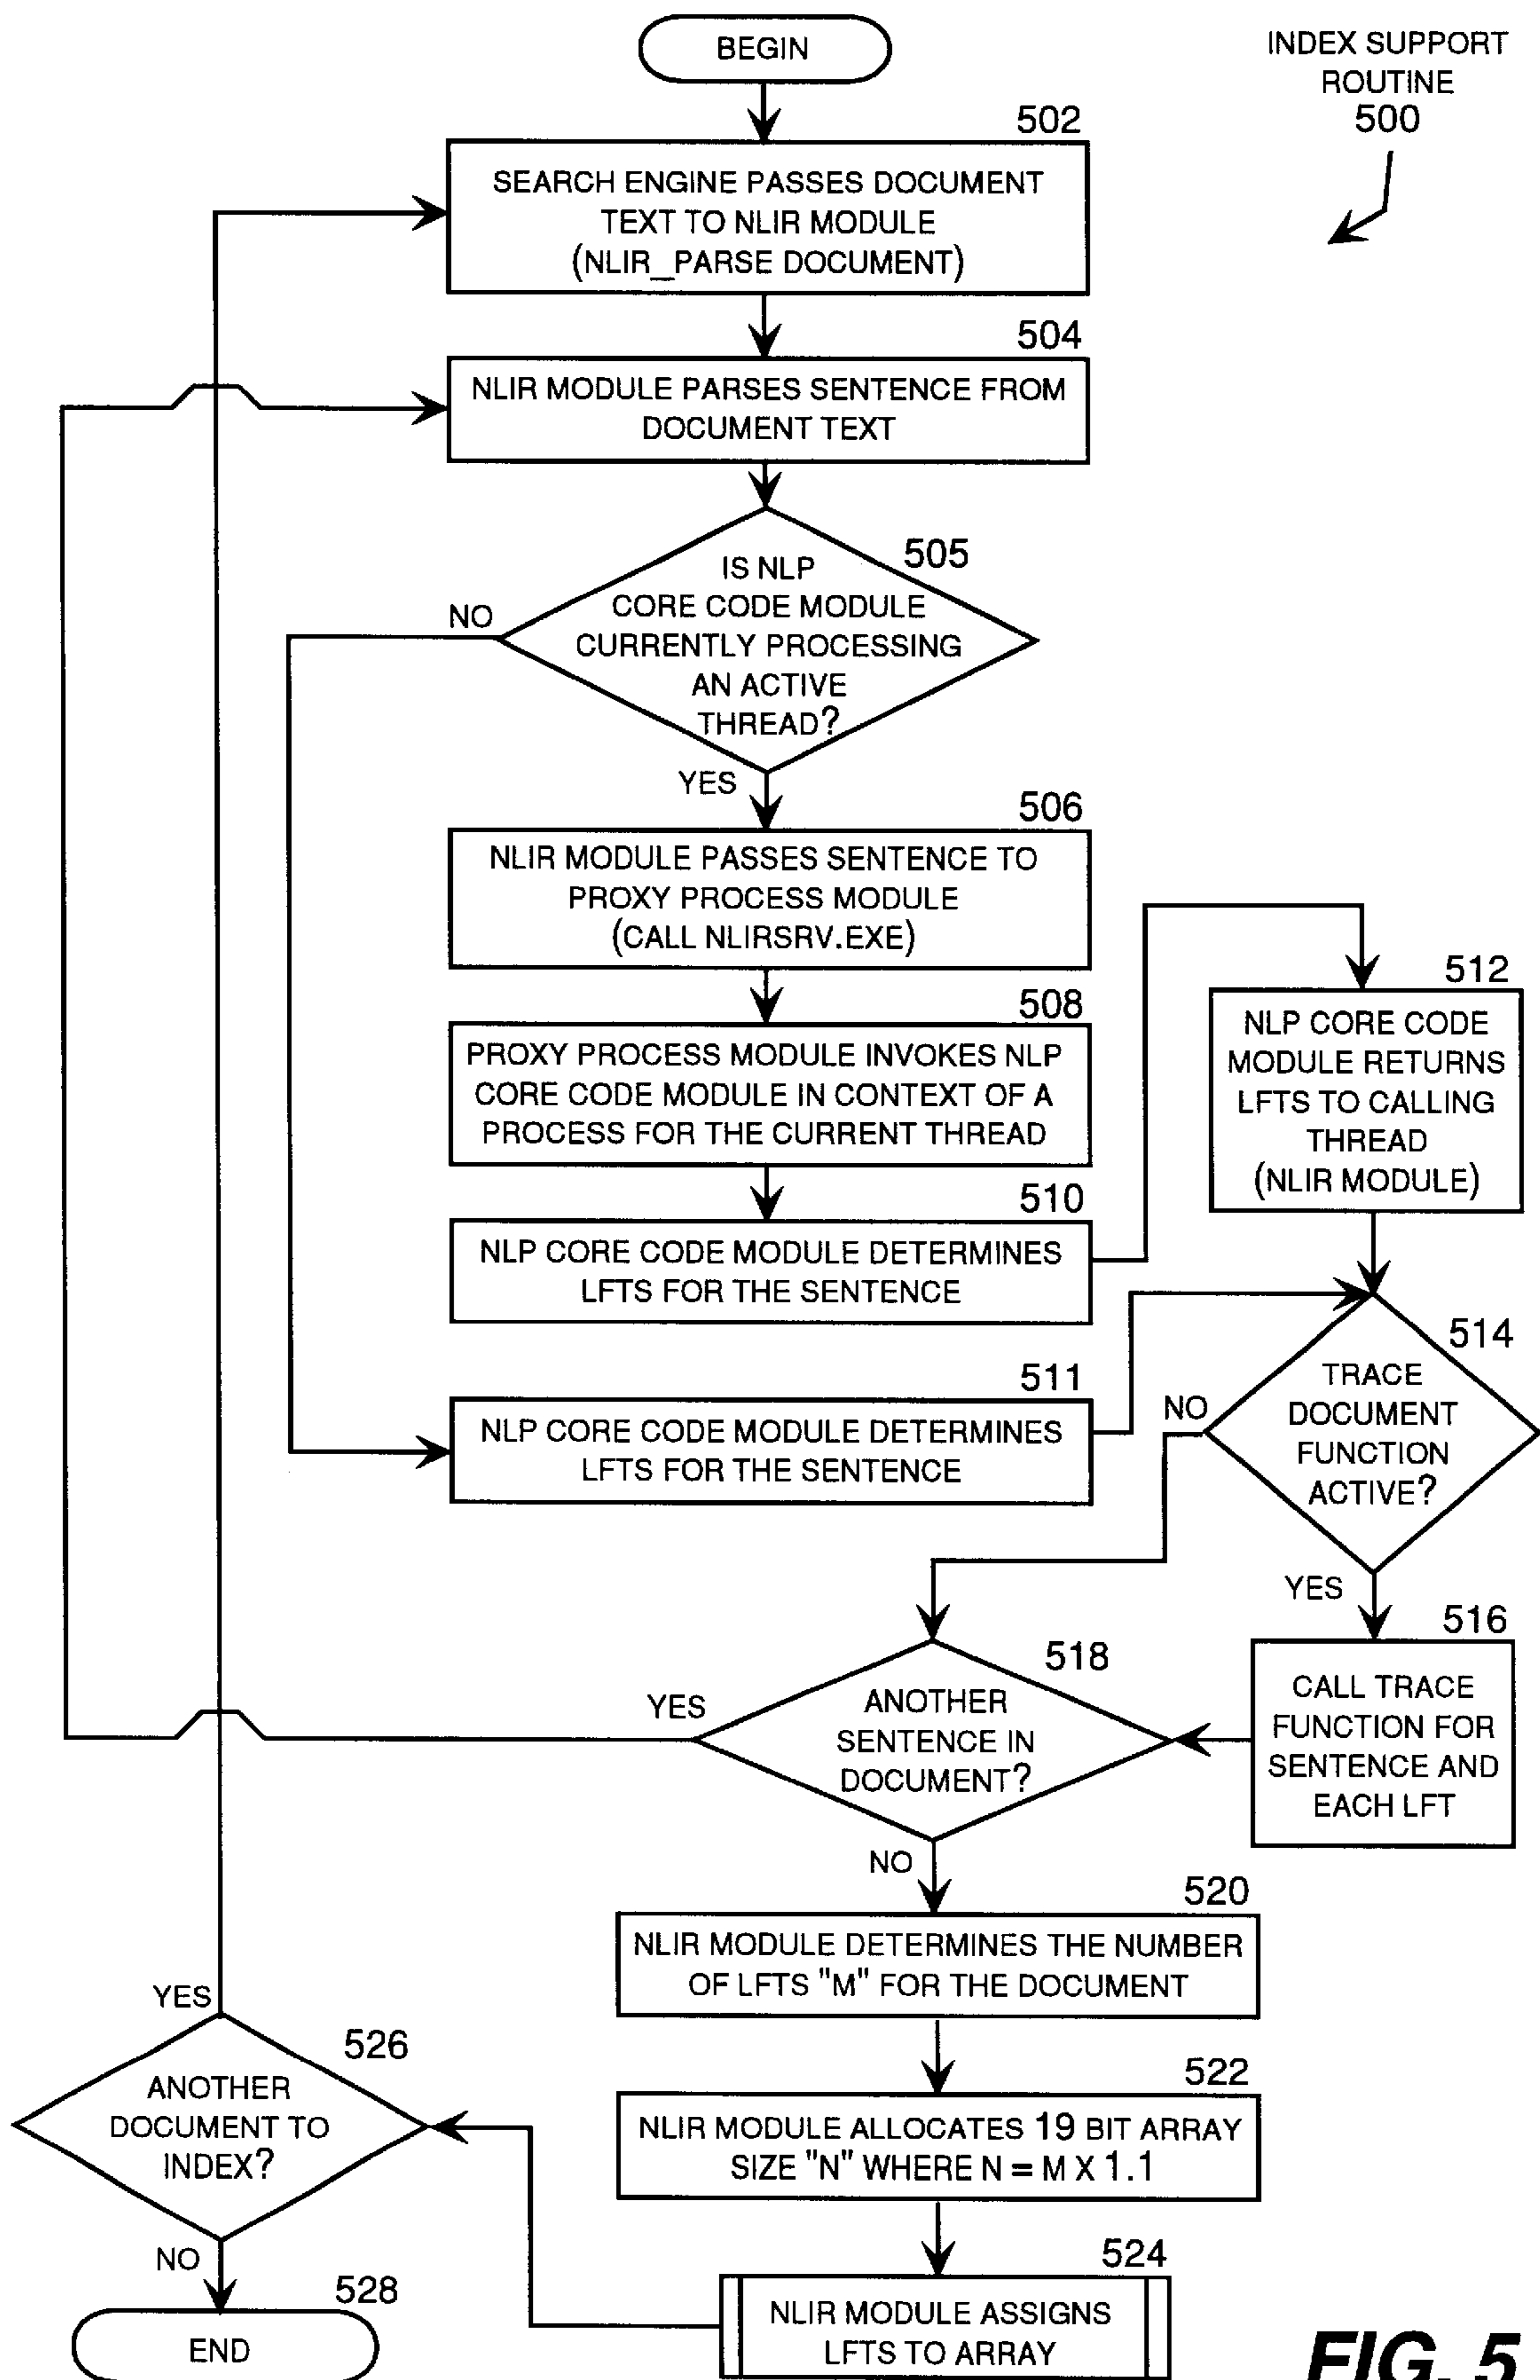 BEGIN
INDEX SUPPORT
ROUTINE
500
502
SEARCH ENGINE PASSES DOCUMENT
TEXT TO NLIR MODULE
(NLIR_PARSE DOCUMENT)
504
NLIR MODULE PARSES SENTENCE FROM
DOCUMENT TEXT
505
IS NLP
CORE CODE MODULE
CURRENTLY PROCESSING
AN ACTIVE
THREAD?
NO
YES
506
NLIR MODULE PASSES SENTENCE TO
PROXY PROCESS MODULE
(CALL NLIRSRV.EXE)
508
PROXY PROCESS MODULE INVOKES NLP
CORE CODE MODULE IN CONTEXT OF A
PROCESS FOR THE CURRENT THREAD
510
NLP CORE CODE MODULE DETERMINES
LFTS FOR THE SENTENCE
512
NLP CORE CODE
MODULE RETURNS
LFTS TO CALLING
THREAD
(NLIR MODULE)
511
NLP CORE CODE MODULE DETERMINES
LFTS FOR THE SENTENCE
514
TRACE
DOCUMENT
FUNCTION
ACTIVE?
NO
YES
516
CALL TRACE
FUNCTION FOR
SENTENCE AND
EACH LFT
518
ANOTHER
SENTENCE IN
DOCUMENT?
YES
NO
520
NLIR MODULE DETERMINES THE NUMBER
OF LFTS "M" FOR THE DOCUMENT
522
NLIR MODULE ALLOCATES 19 BIT ARRAY
SIZE "N" WHERE N = M X 1.1
524
NLIR MODULE ASSIGNS
LFTS TO ARRAY
526
ANOTHER
DOCUMENT TO
INDEX?
YES
NO
528
END
FIG. 5